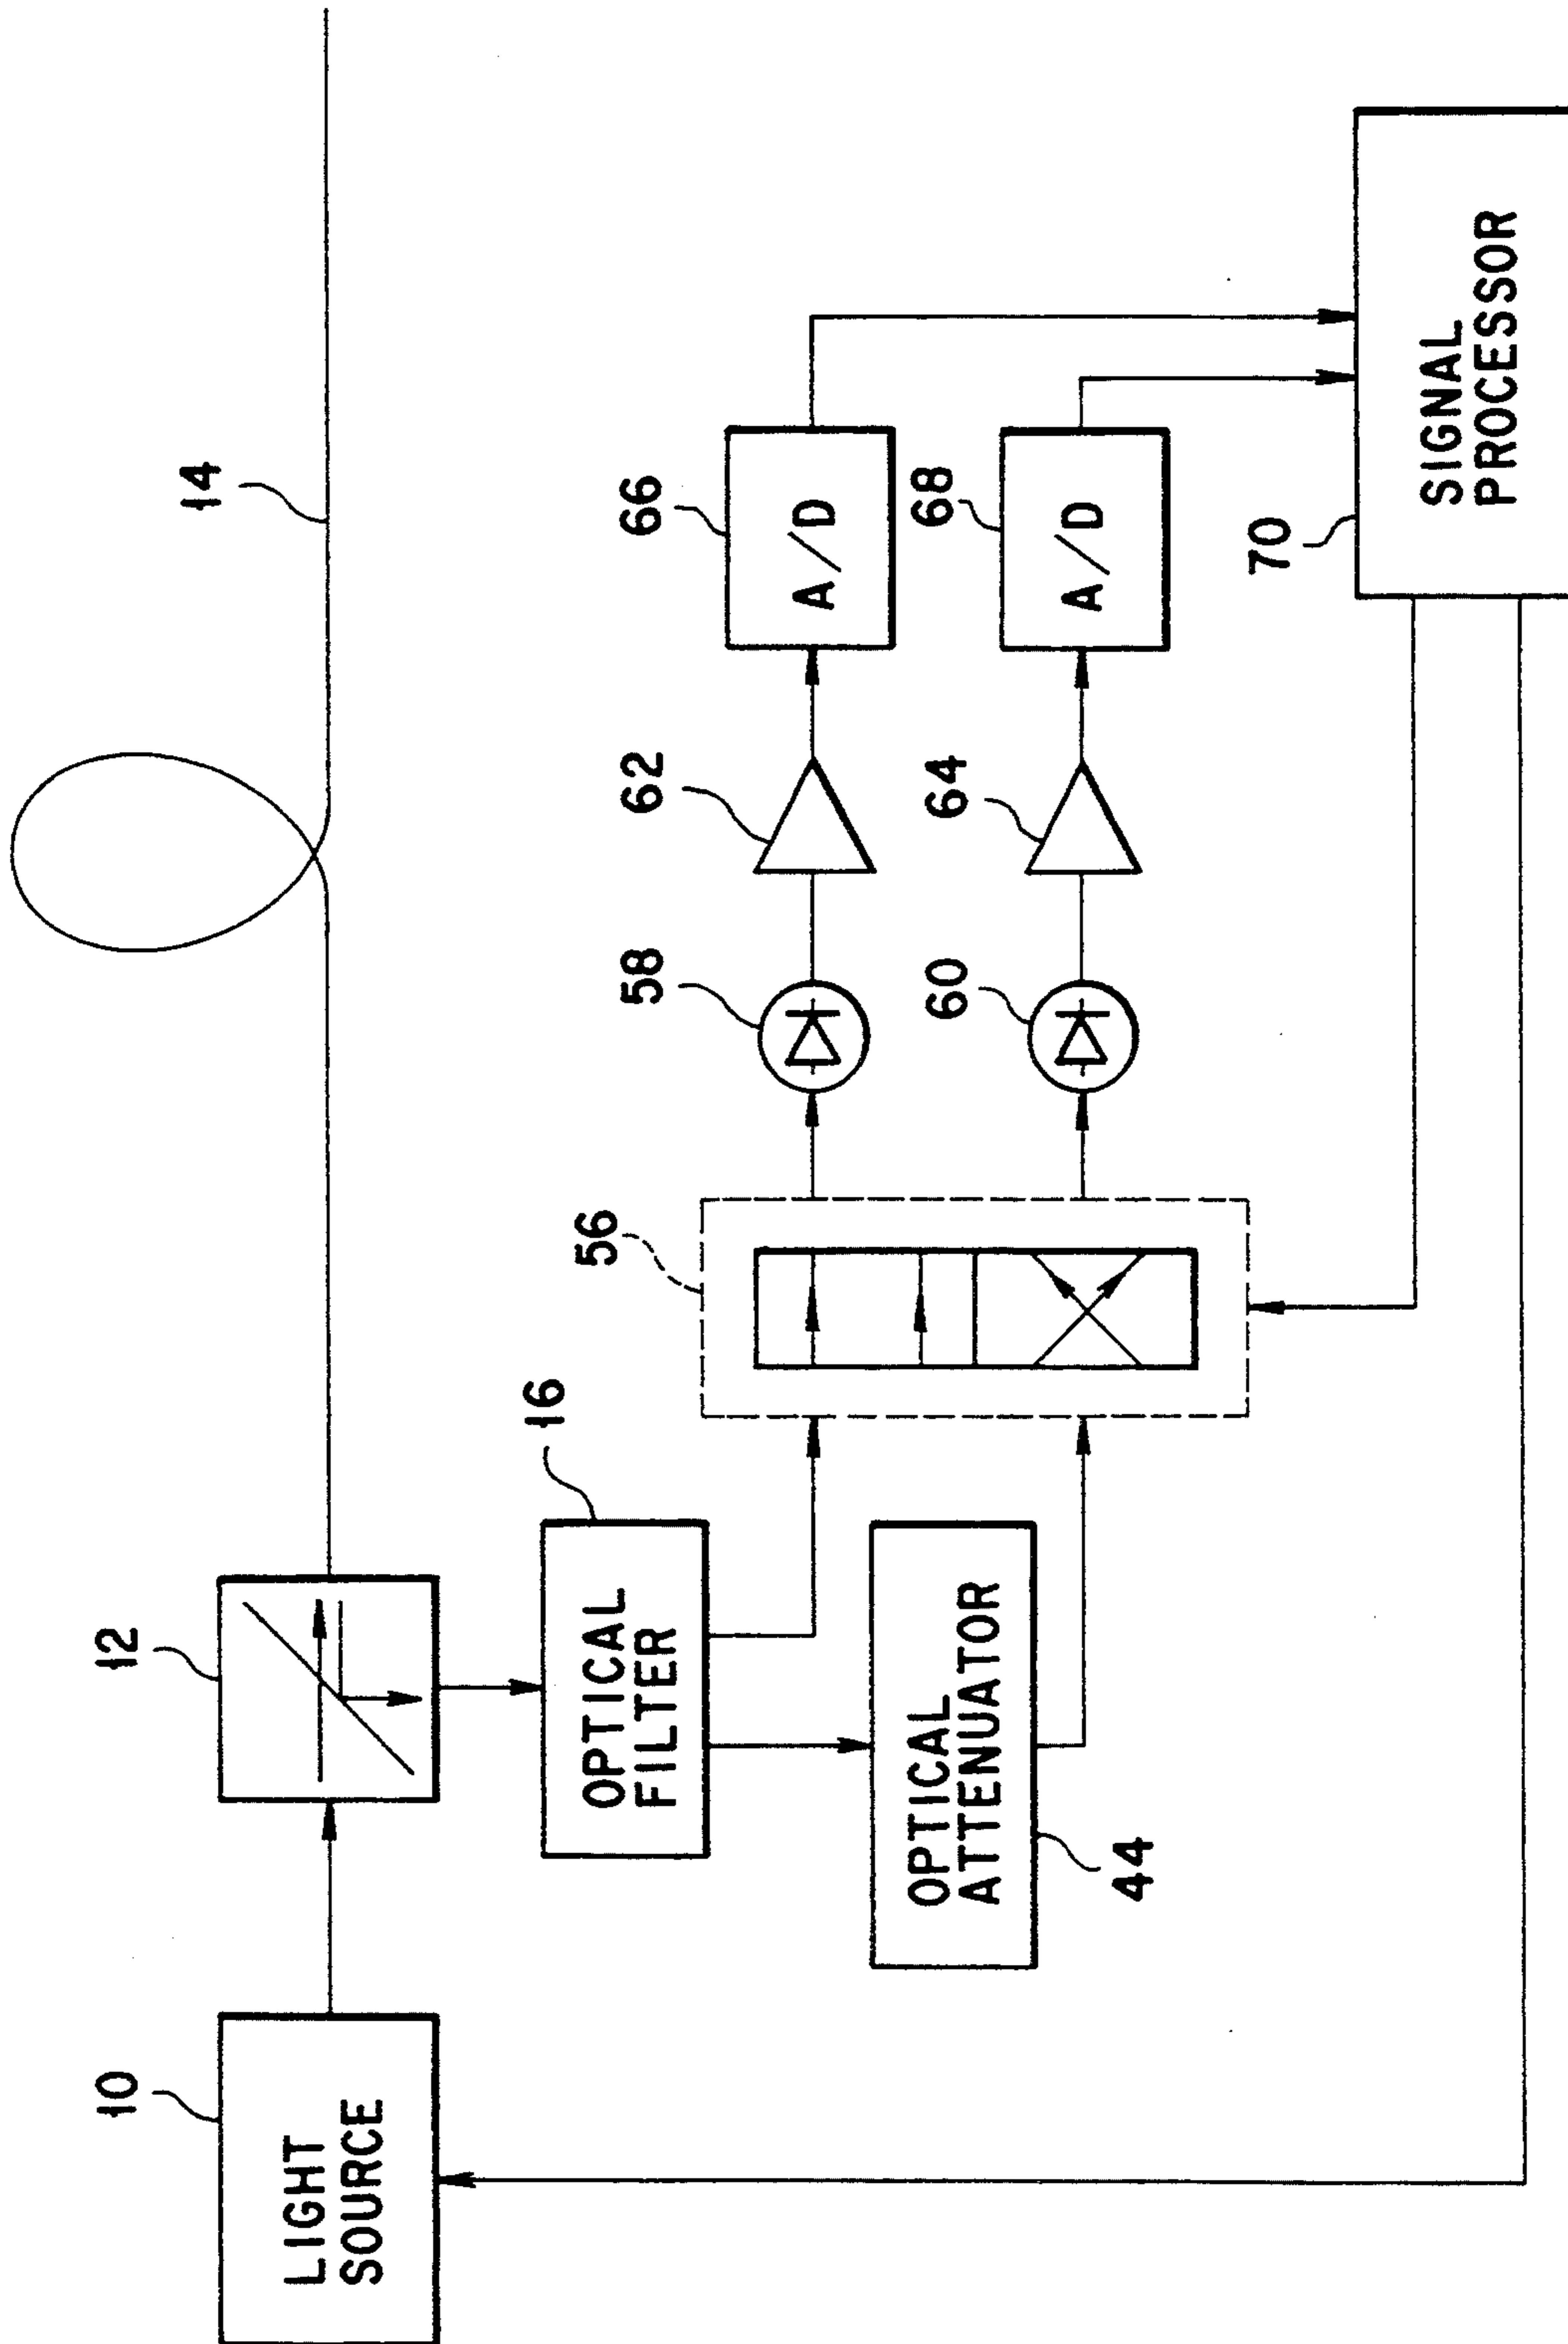 14
12
10
LIGHT
SOURCE
16
OPTICAL
FILTER
OPTICAL
ATTENUATOR
44
56
58
60
62
64
66
A/D
68
A/D
70
SIGNAL
PROCESSOR